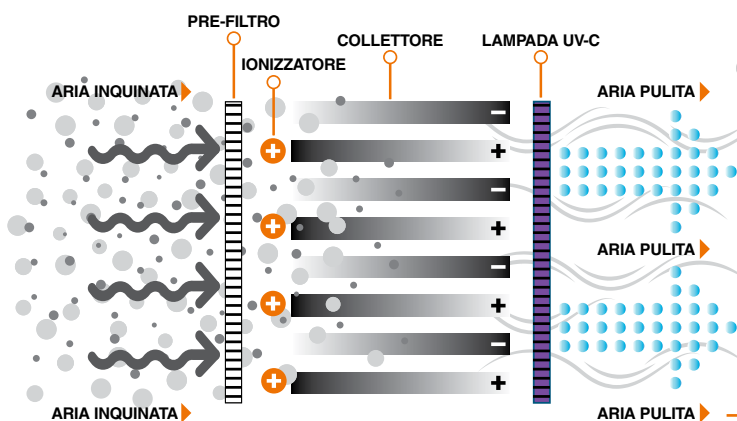 PRE-FILTRO
COLLETTORE
LAMPADA UV-C
IONIZZATORE
ARIA INQUINATA
ARIA PULITA
ARIA PULITA
ARIA INQUINATA
ARIA PULITA